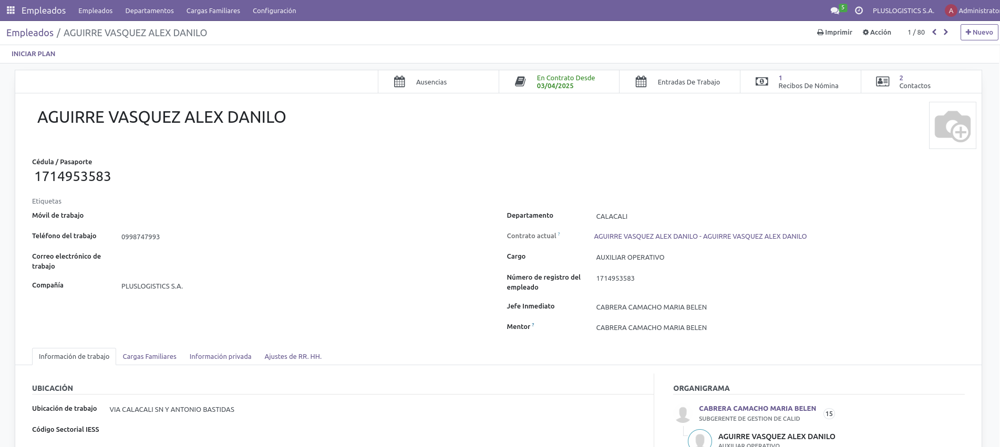 Empleados Empleados Departamentos Cargas Familiares Configuración 5 PLUSLOGISTICS S.A. A Administrato
Empleados / AGUIRRE VASQUEZ ALEX DANILO Imprimir Acción 1 / 80 Nuevo
INICIAR PLAN
Ausencias
En Contrato Desde
03/04/2025
Entradas De Trabajo
1
Recibos De Nómina
2
Contactos
AGUIRRE VASQUEZ ALEX DANILO
Cédula / Pasaporte
1714953583
Etiquetas
Móvil de trabajo
Teléfono del trabajo 0998747993
Correo electrónico de
trabajo
Compañía PLUSLOGISTICS S.A.
Departamento CALACALI
Contrato actual ? AGUIRRE VASQUEZ ALEX DANILO - AGUIRRE VASQUEZ ALEX DANILO
Cargo AUXILIAR OPERATIVO
Número de registro del
empleado 1714953583
Jefe Inmediato CABRERA CAMACHO MARIA BELEN
Mentor ? CABRERA CAMACHO MARIA BELEN
Información de trabajo Cargas Familiares Información privada Ajustes de RR. HH.
UBICACIÓN
Ubicación de trabajo VIA CALACALI SN Y ANTONIO BASTIDAS
Código Sectorial IESS
ORGANIGRAMA
CABRERA CAMACHO MARIA BELEN 15
SUBGERENTE DE GESTION DE CALID
AGUIRRE VASQUEZ ALEX DANILO
AUXILIAR OPERATIVO